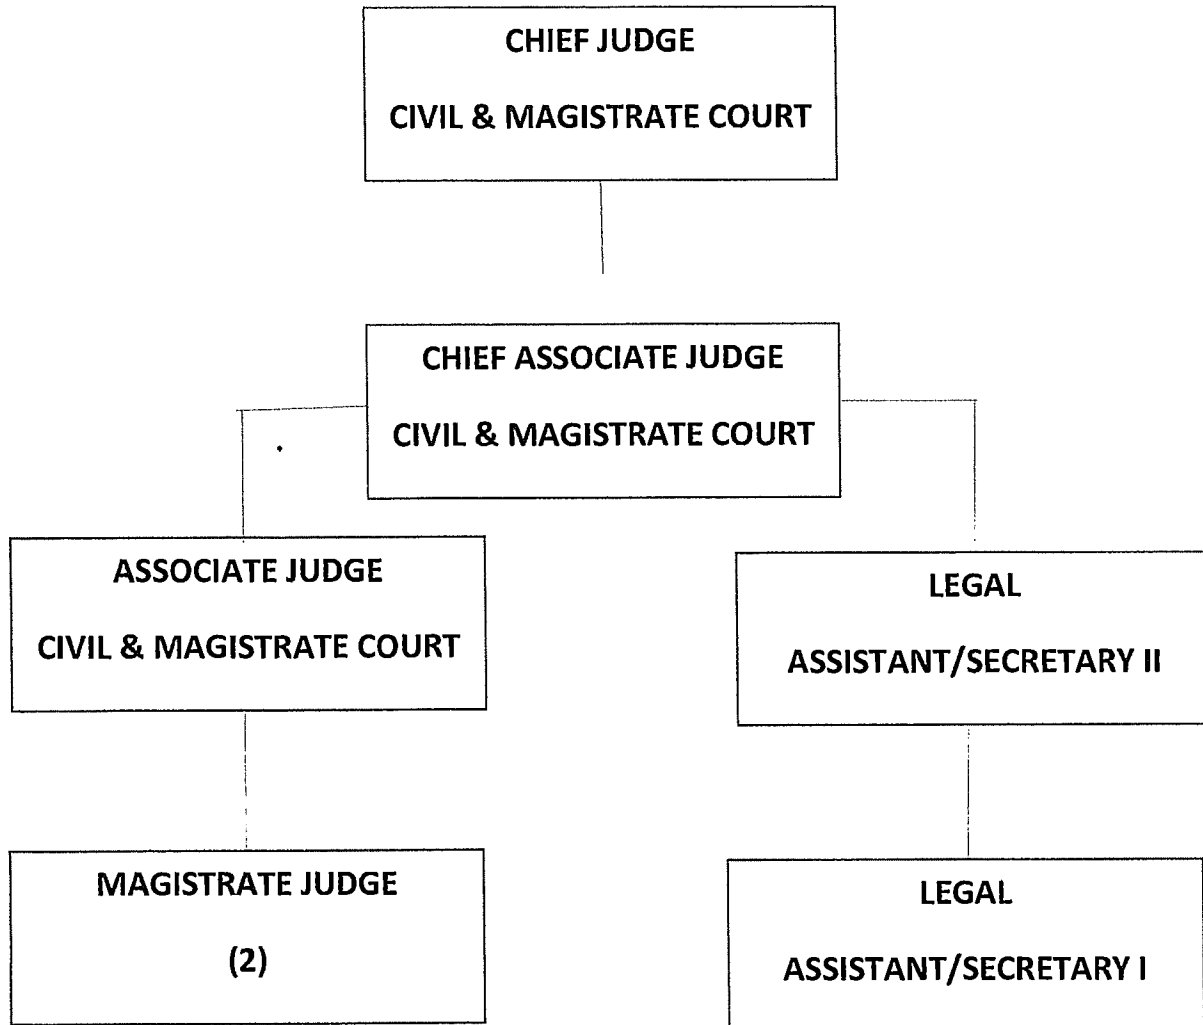 CHIEF JUDGE
CIVIL & MAGISTRATE COURT
CHIEF ASSOCIATE JUDGE
CIVIL & MAGISTRATE COURT
ASSOCIATE JUDGE
CIVIL & MAGISTRATE COURT
LEGAL
ASSISTANT/SECRETARY II
MAGISTRATE JUDGE
(2)
LEGAL
ASSISTANT/SECRETARY I